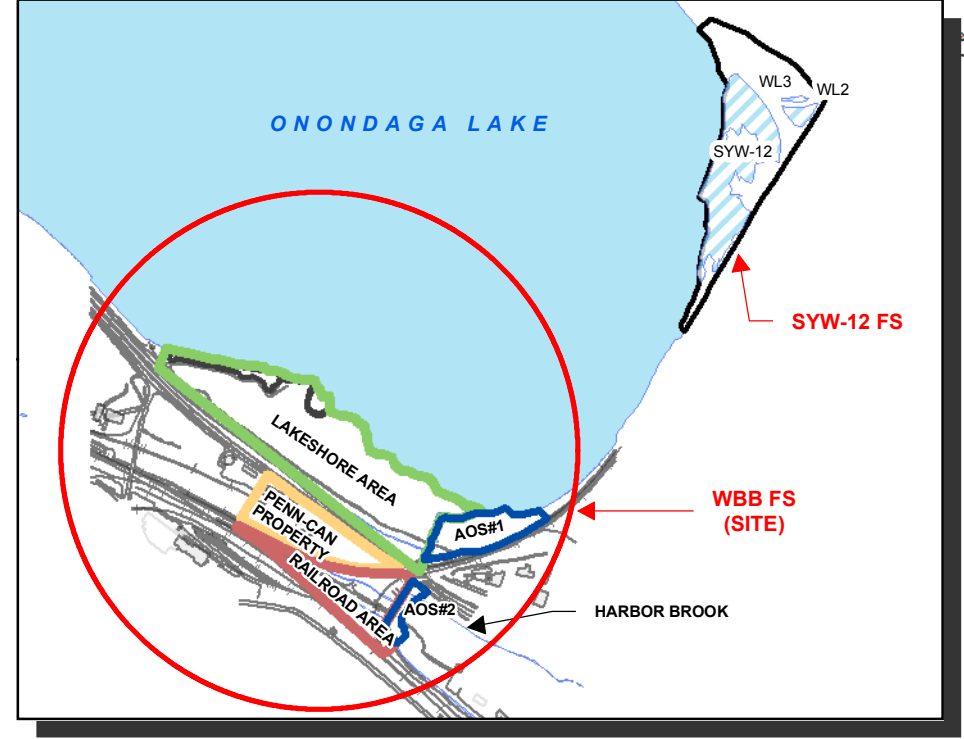 ONONDAGA LAKE
WL3
WL2
SYW-12
SYW-12 FS
LAKESHORE AREA
WBB FS
(SITE)
AOS#1
PENN-CAN
PROPERTY
RAILROAD AREA
AOS#2
HARBOR BROOK